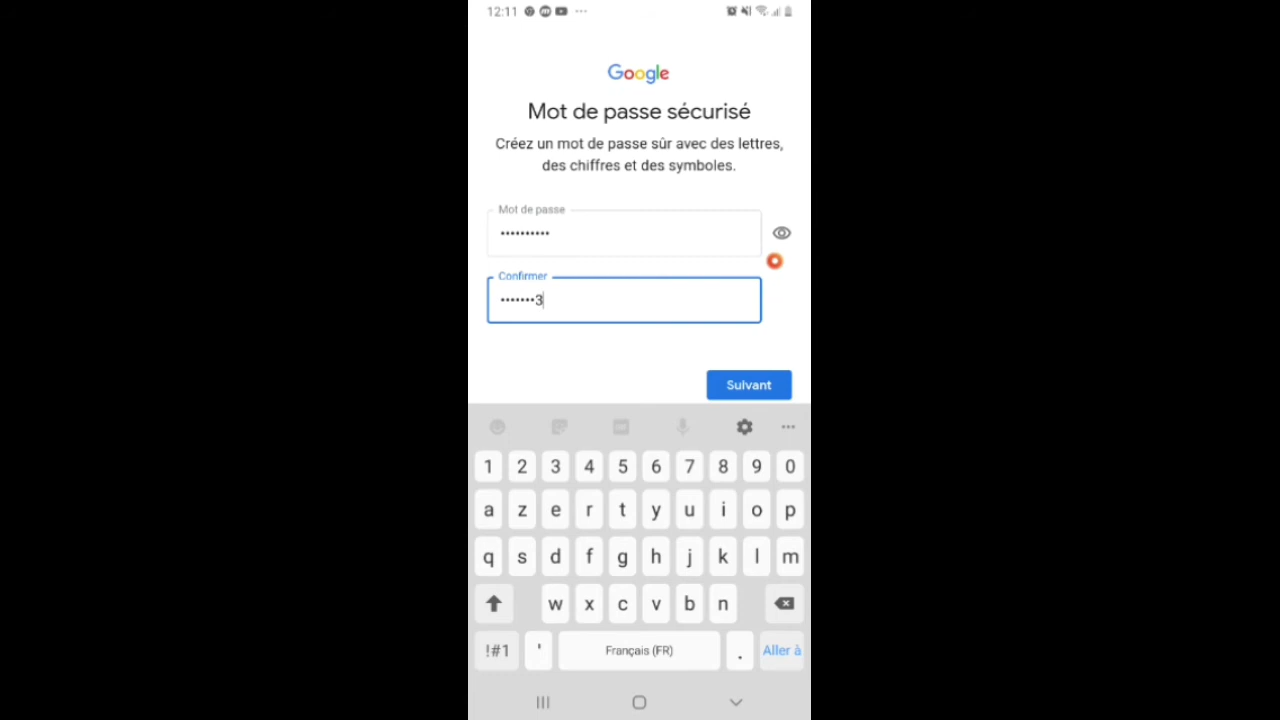 12:11
Google
Mot de passe sécurisé
Créez un mot de passe sûr avec des lettres,
des chiffres et des symboles.
Mot de passe
••••••••••
Confirmer
•••••••3
Suivant
1 2 3 4 5 6 7 8 9 0
a z e r t y u i o p
q s d f g h j k l m
w x c v b n
!#1 ' Français (FR) . Aller à